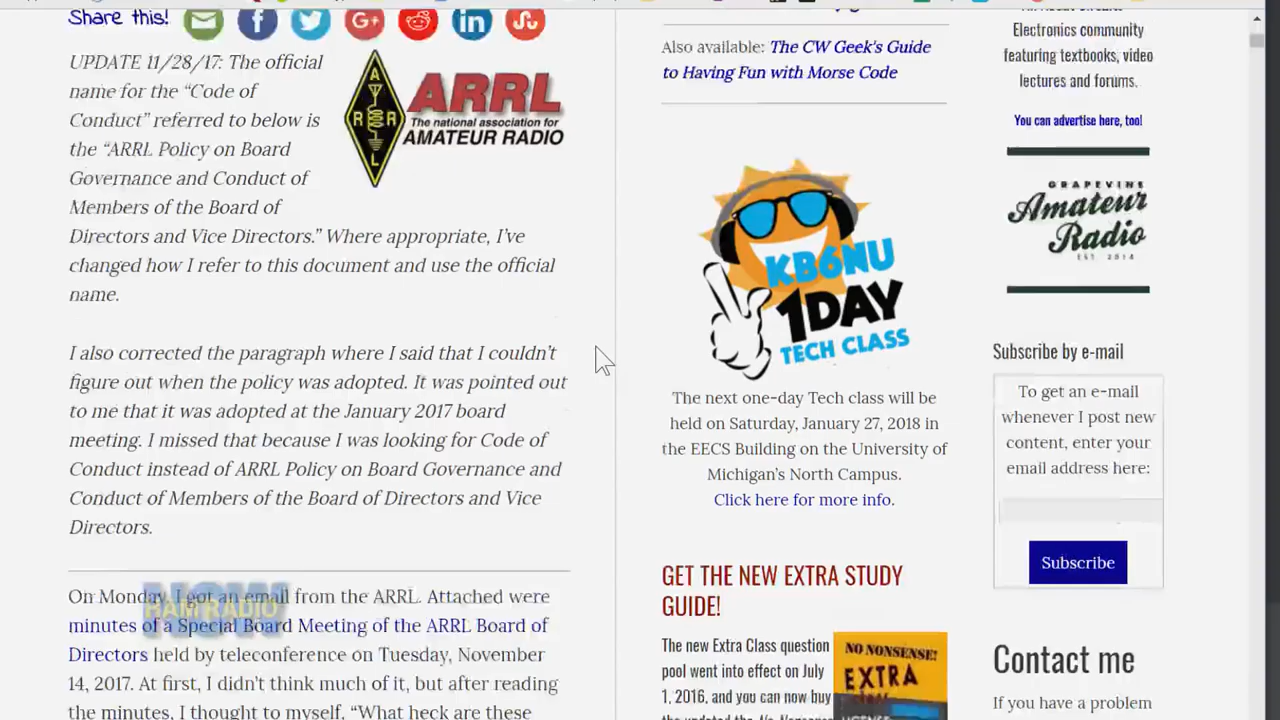 Share this!
UPDATE 11/28/17: The official
name for the “Code of
Conduct” referred to below is
the “ARRL Policy on Board
Governance and Conduct of
Members of the Board of
Directors and Vice Directors.” Where appropriate, I’ve
changed how I refer to this document and use the official
name.
A
R R
L
ARRL
The national association for
AMATEUR RADIO
I also corrected the paragraph where I said that I couldn’t
figure out when the policy was adopted. It was pointed out
to me that it was adopted at the January 2017 board
meeting. I missed that because I was looking for Code of
Conduct instead of ARRL Policy on Board Governance and
Conduct of Members of the Board of Directors and Vice
Directors.
On Monday, I got an email from the ARRL. Attached were
minutes of a Special Board Meeting of the ARRL Board of
Directors held by teleconference on Tuesday, November
14, 2017. At first, I didn’t think much of it, but after reading
the minutes, I thought to myself, “What heck are these
HAM RADIO
NOW
Also available: The CW Geek’s Guide
to Having Fun with Morse Code
KB6NU
1DAY
TECH CLASS
The next one-day Tech class will be
held on Saturday, January 27, 2018 in
the EECS Building on the University of
Michigan’s North Campus.
Click here for more info.
GET THE NEW EXTRA STUDY
GUIDE!
The new Extra Class question
pool went into effect on July
1, 2016, and you can now buy
the updated the No Nonsense
NO NONSENSE!
EXTRA
Electronics community
featuring textbooks, video
lectures and forums.
You can advertise here, too!
GRAPEVINE
Amateur
Radio
EST. 2014
Subscribe by e-mail
To get an e-mail
whenever I post new
content, enter your
email address here:
Subscribe
Contact me
If you have a problem